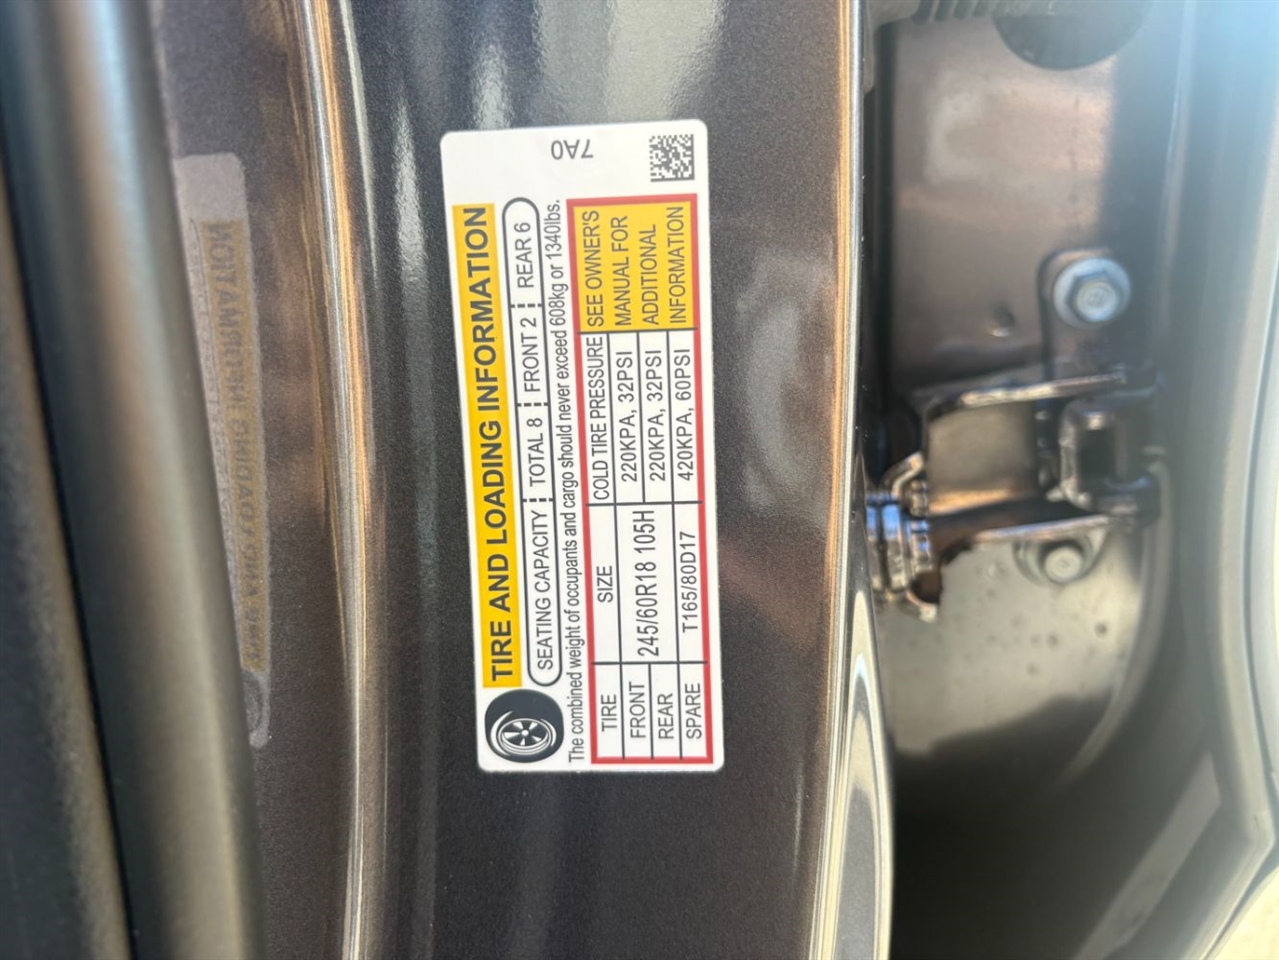 7A0
TIRE AND LOADING INFORMATION
SEATING CAPACITY TOTAL 8 FRONT 2 REAR 6
The combined weight of occupants and cargo should never exceed 608kg or 1340lbs.
TIRE SIZE COLD TIRE PRESSURE SEE OWNER'S
FRONT 245/60R18 105H 220KPA, 32PSI MANUAL FOR
REAR 220KPA, 32PSI ADDITIONAL
SPARE T165/80D17 420KPA, 60PSI INFORMATION